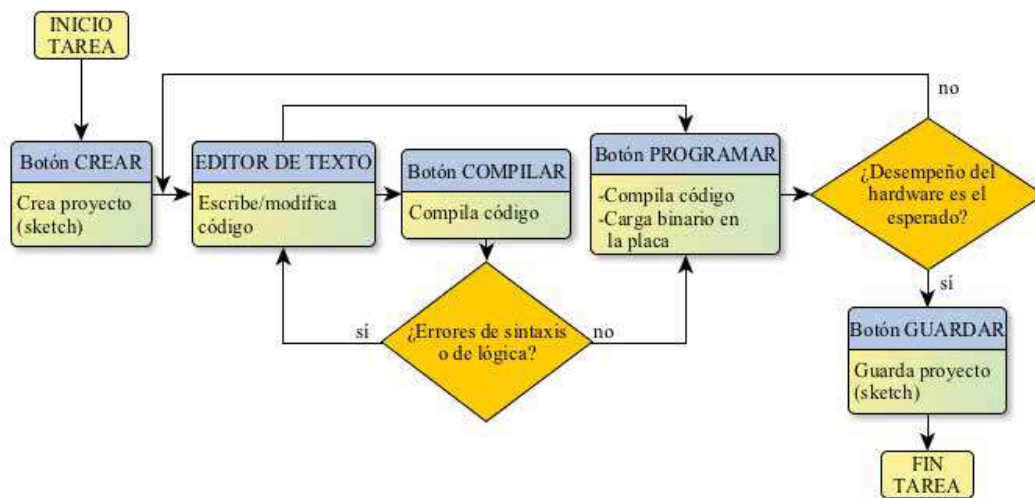 INICIO
TAREA
no
Botón CREAR
Crea proyecto
(sketch)
EDITOR DE TEXTO
Escribe/modifica
código
Botón COMPILAR
Compila código
Botón PROGRAMAR
-Compila código
-Carga binario en
la placa
¿Desempeño del
hardware es el
esperado?
sí
¿Errores de sintaxis
o de lógica?
no
sí
Botón GUARDAR
Guarda proyecto
(sketch)
FIN
TAREA